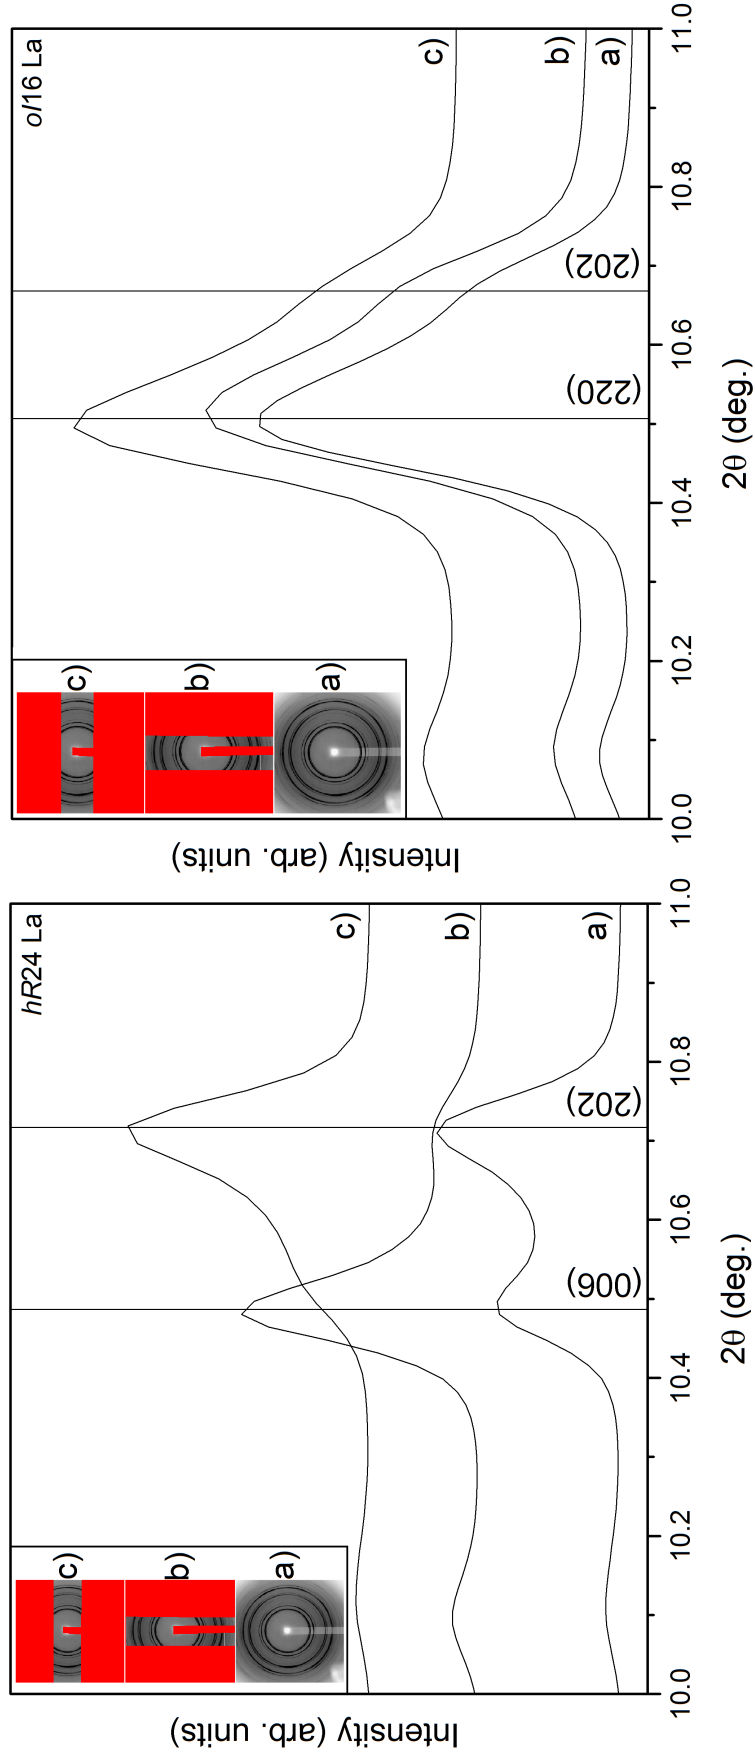 Intensity (arb. units)
hR24 La
c)
b)
a)
c)
b)
a)
(006)
(202)
10.0 10.2 10.4 10.6 10.8 11.0
2θ (deg.)
Intensity (arb. units)
oI16 La
c)
b)
a)
c)
b)
a)
(220)
(202)
10.0 10.2 10.4 10.6 10.8 11.0
2θ (deg.)